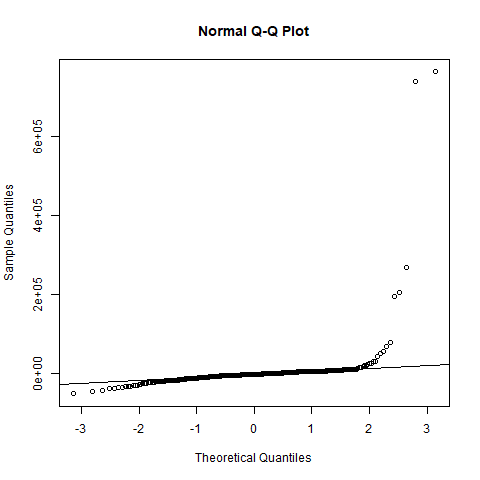 Normal Q-Q Plot
Sample Quantiles
0e+00
2e+05
4e+05
6e+05
-3
-2
-1
0
1
2
3
Theoretical Quantiles